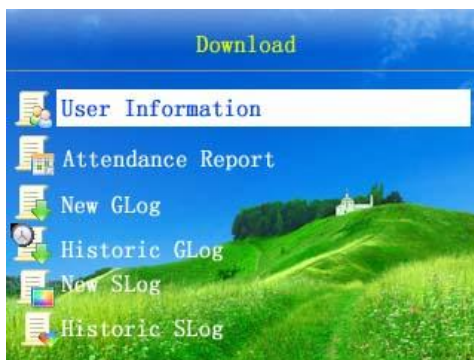 Download
User Information
Attendance Report
New GLog
Historic GLog
New SLog
Historic SLog